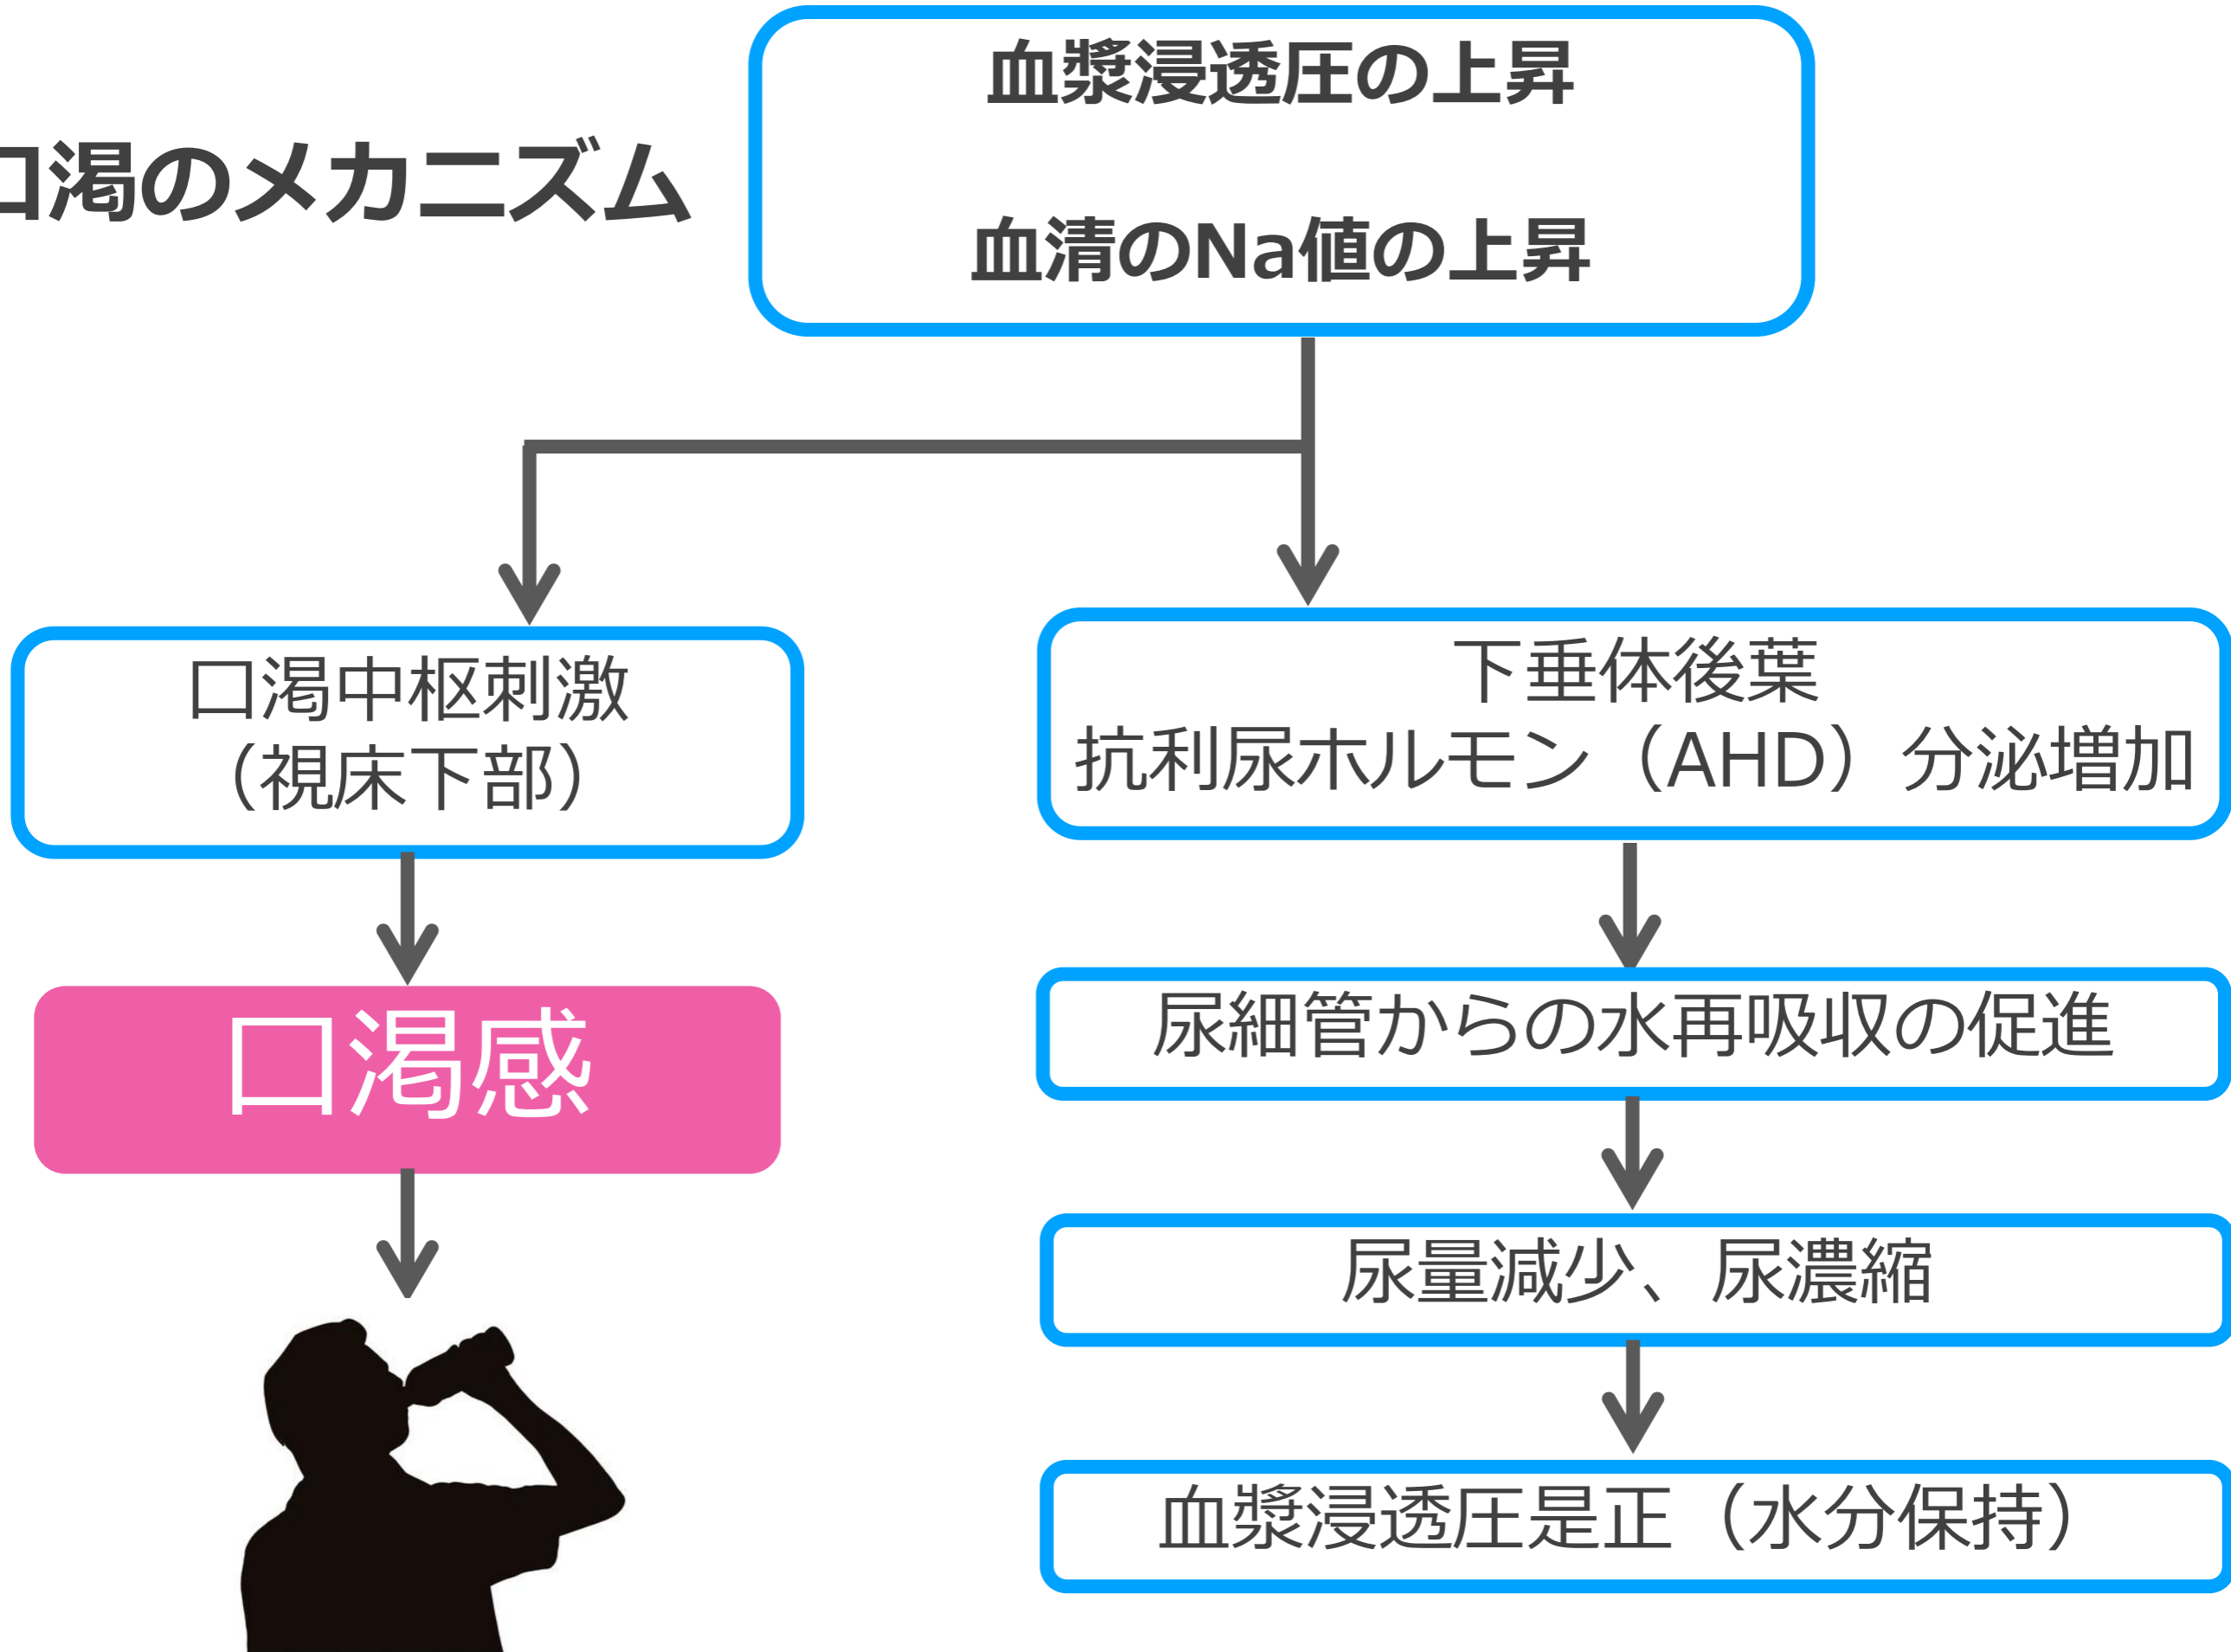 口渇のメカニズム
血漿浸透圧の上昇
血清のNa値の上昇
口渇中枢刺激
(視床下部)
口渇感
下垂体後葉
抗利尿ホルモン（AHD）分泌増加
尿細管からの水再吸収の促進
尿量減少、尿濃縮
血漿浸透圧是正（水分保持）